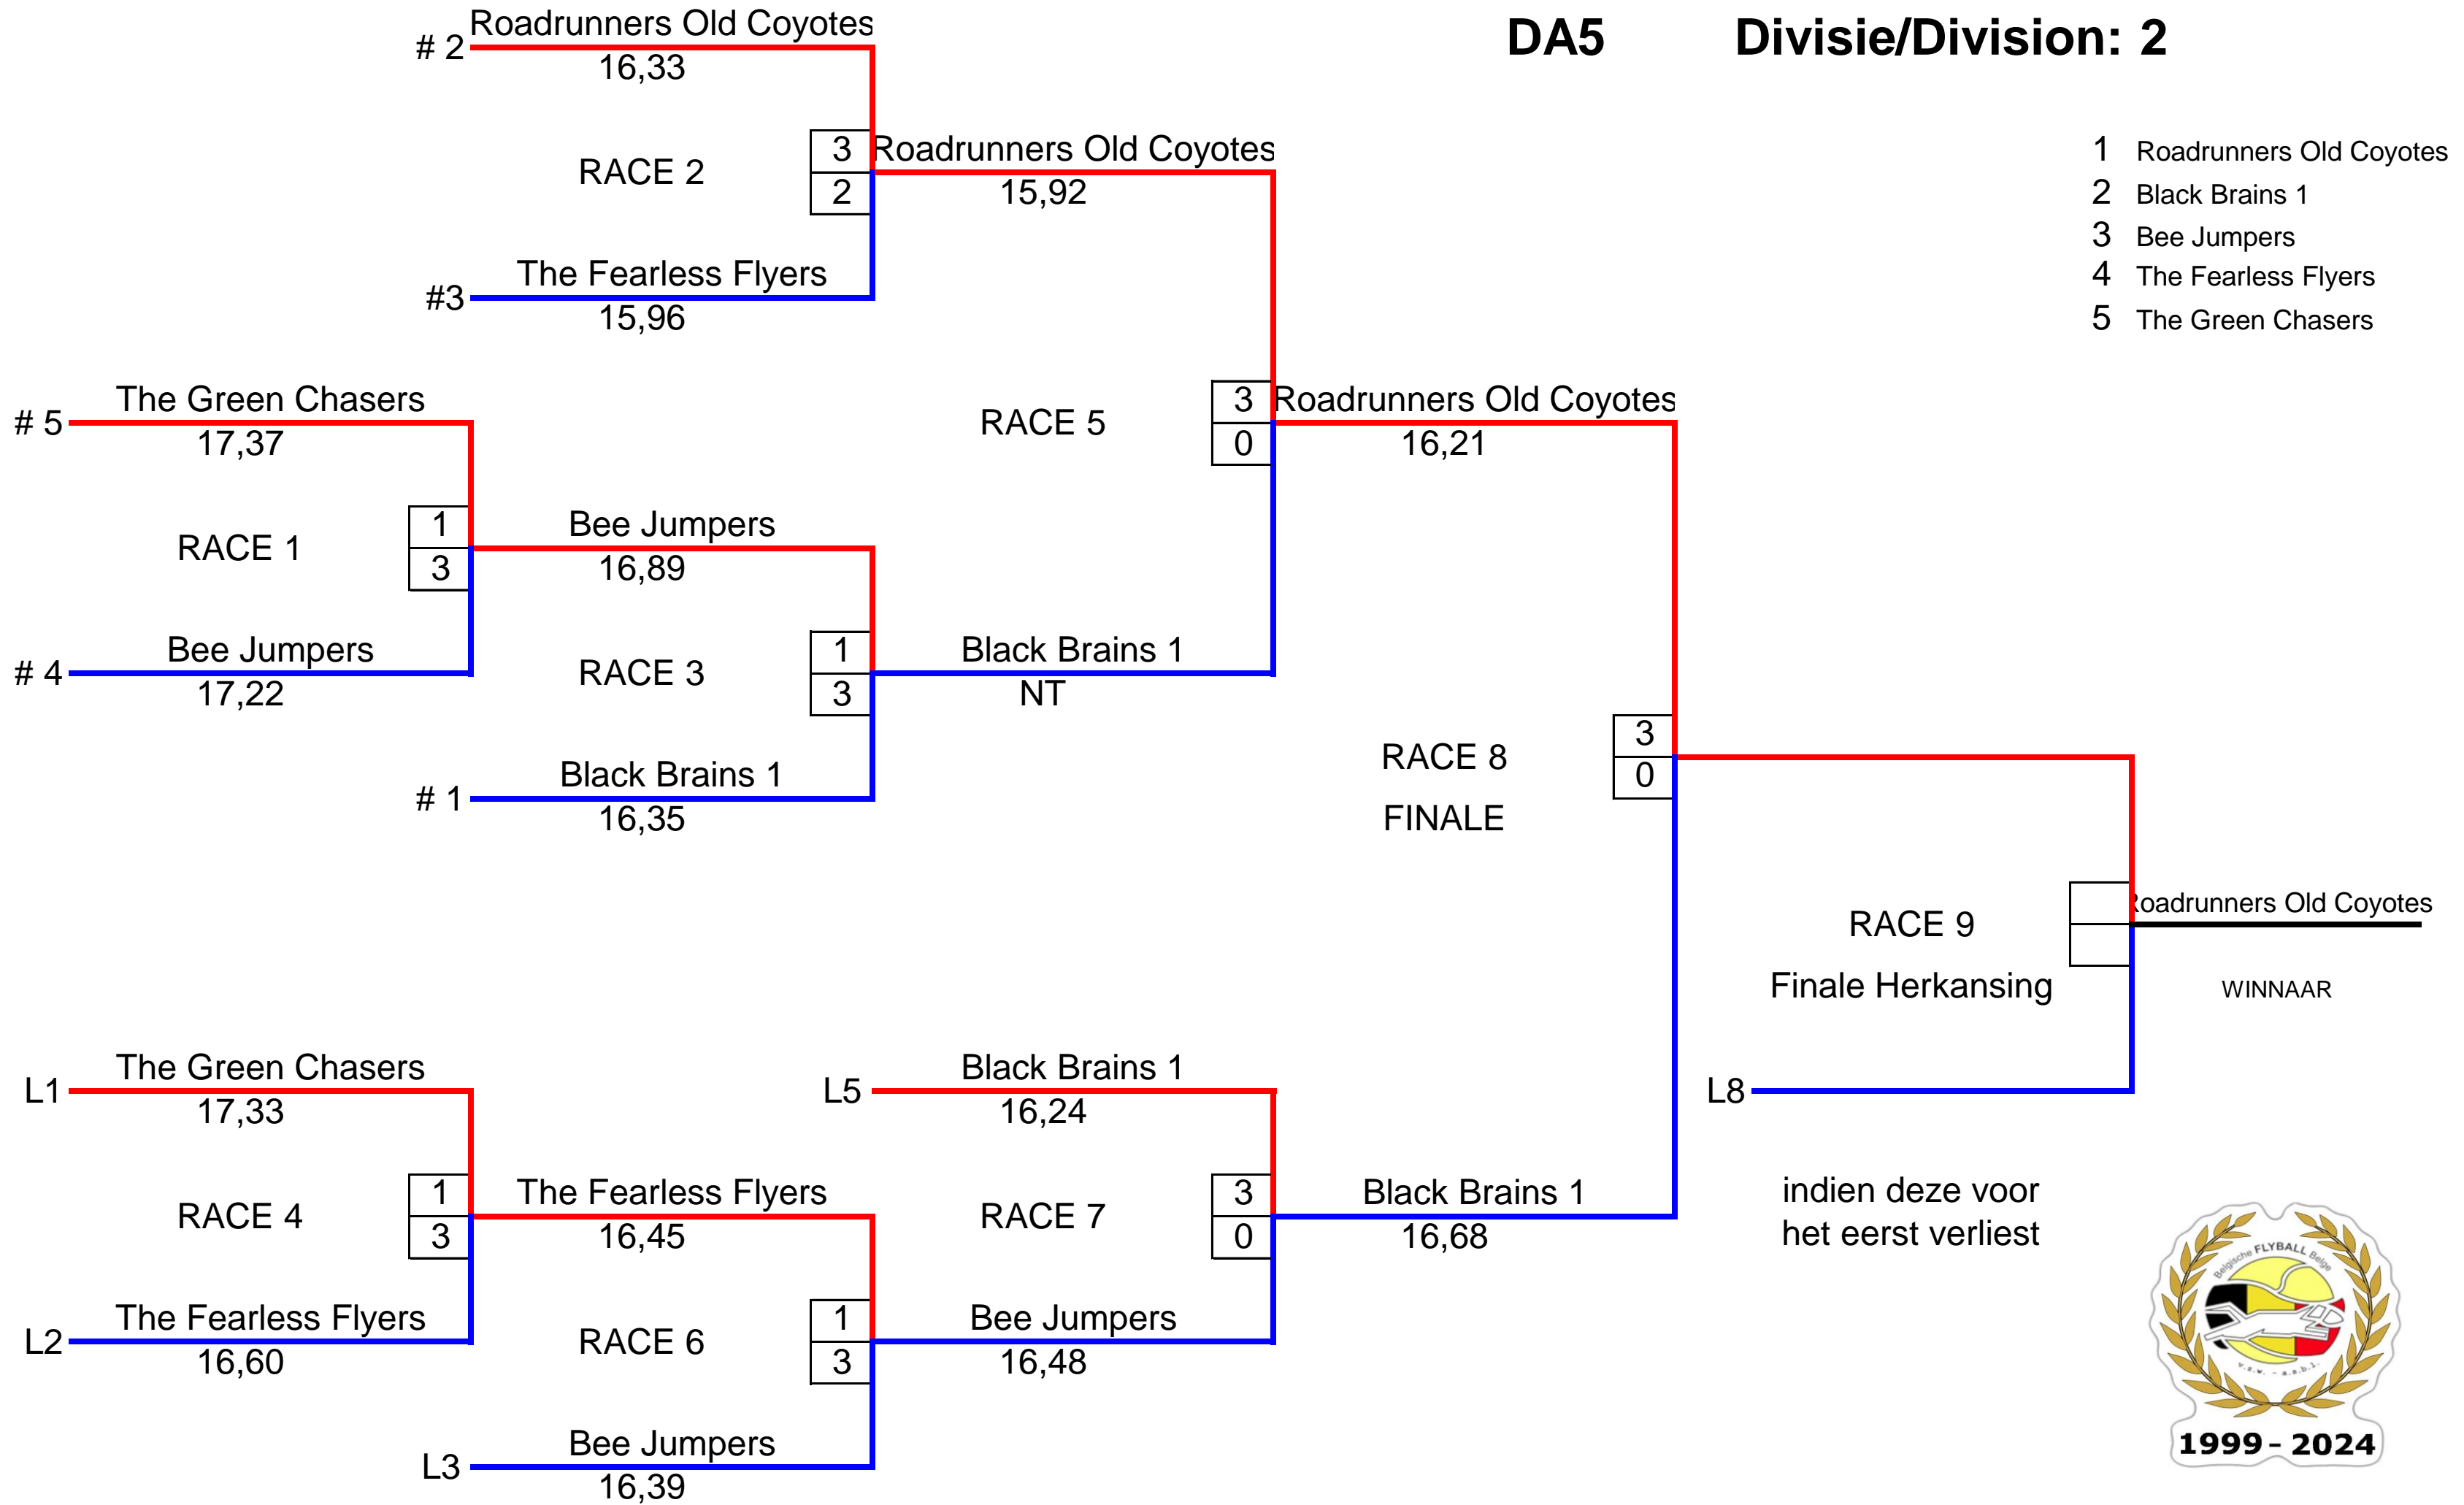 DA5 Divisie/Division: 2
Roadrunners Old Coyotes
# 2
16,33
RACE 2
3
2
The Fearless Flyers
#3
15,96
Roadrunners Old Coyotes
15,92
1 Roadrunners Old Coyotes
2 Black Brains 1
3 Bee Jumpers
4 The Fearless Flyers
5 The Green Chasers
The Green Chasers
# 5
17,37
RACE 1
1
3
Bee Jumpers
# 4
17,22
Bee Jumpers
16,89
RACE 3
1
3
Black Brains 1
# 1
16,35
RACE 5
3
0
Black Brains 1
NT
Roadrunners Old Coyotes
16,21
RACE 8
FINALE
3
0
RACE 9
Finale Herkansing
Roadrunners Old Coyotes
WINNAAR
L8
indien deze voor
het eerst verliest
The Green Chasers
L1
17,33
RACE 4
1
3
The Fearless Flyers
L2
16,60
The Fearless Flyers
16,45
RACE 6
1
3
Bee Jumpers
L3
16,39
Black Brains 1
L5
16,24
RACE 7
3
0
Bee Jumpers
16,48
Black Brains 1
16,68
Belgische FLYBALL Belge
v.z.w. - a.s.b.l.
1999 - 2024